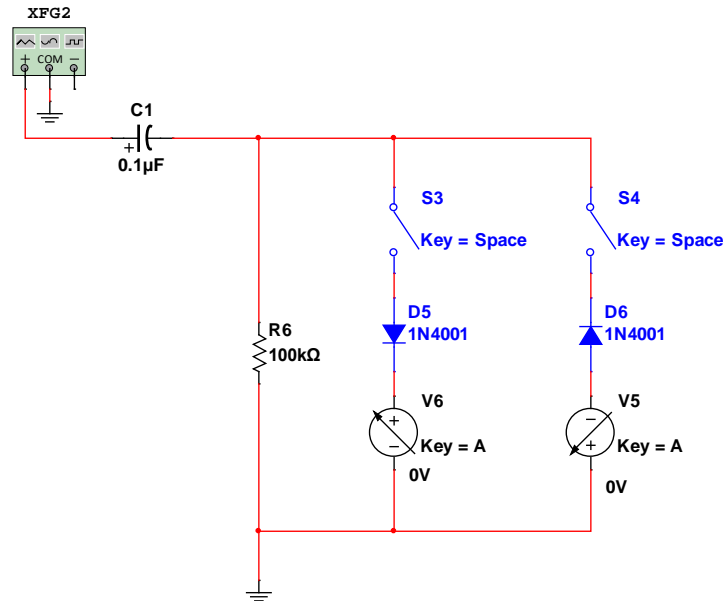 XFG2
+ COM −
C1
+
0.1µF
S3
Key = Space
S4
Key = Space
D5
1N4001
D6
1N4001
R6
100kΩ
V6
+
−
Key = A
0V
V5
−
+
Key = A
0V